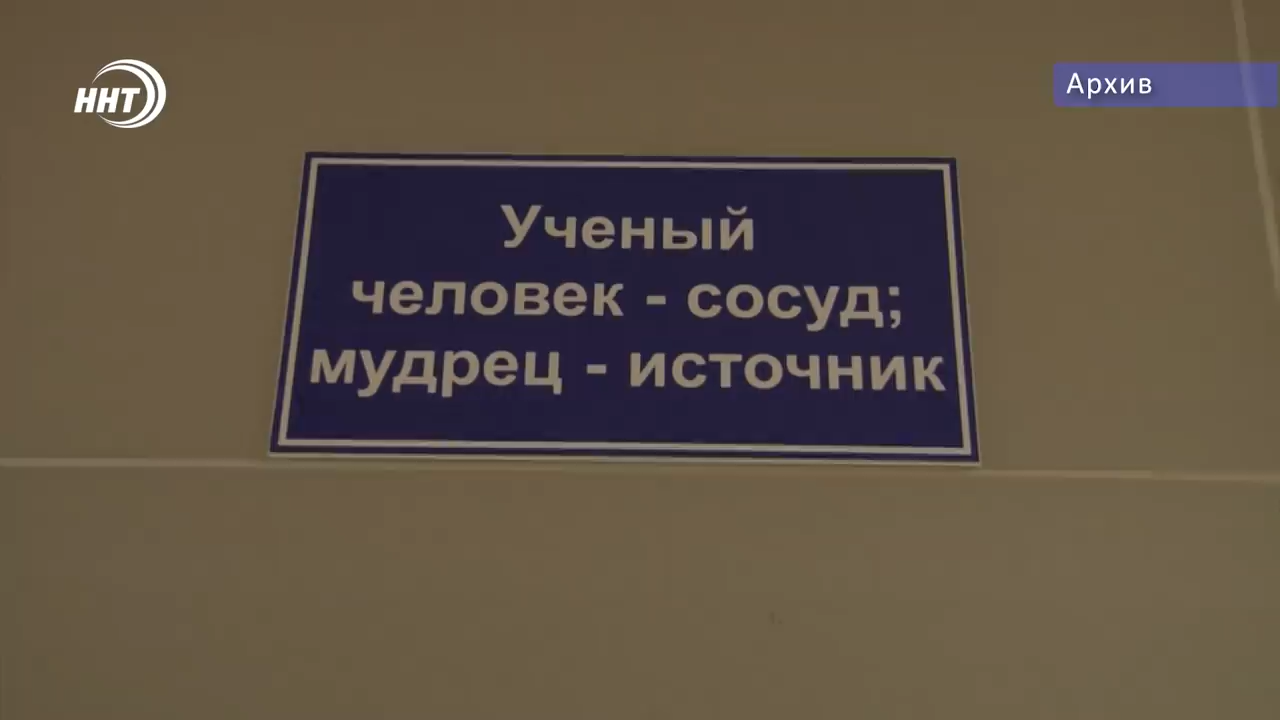 ННТ
Архив
Ученый
человек - сосуд;
мудрец - источник